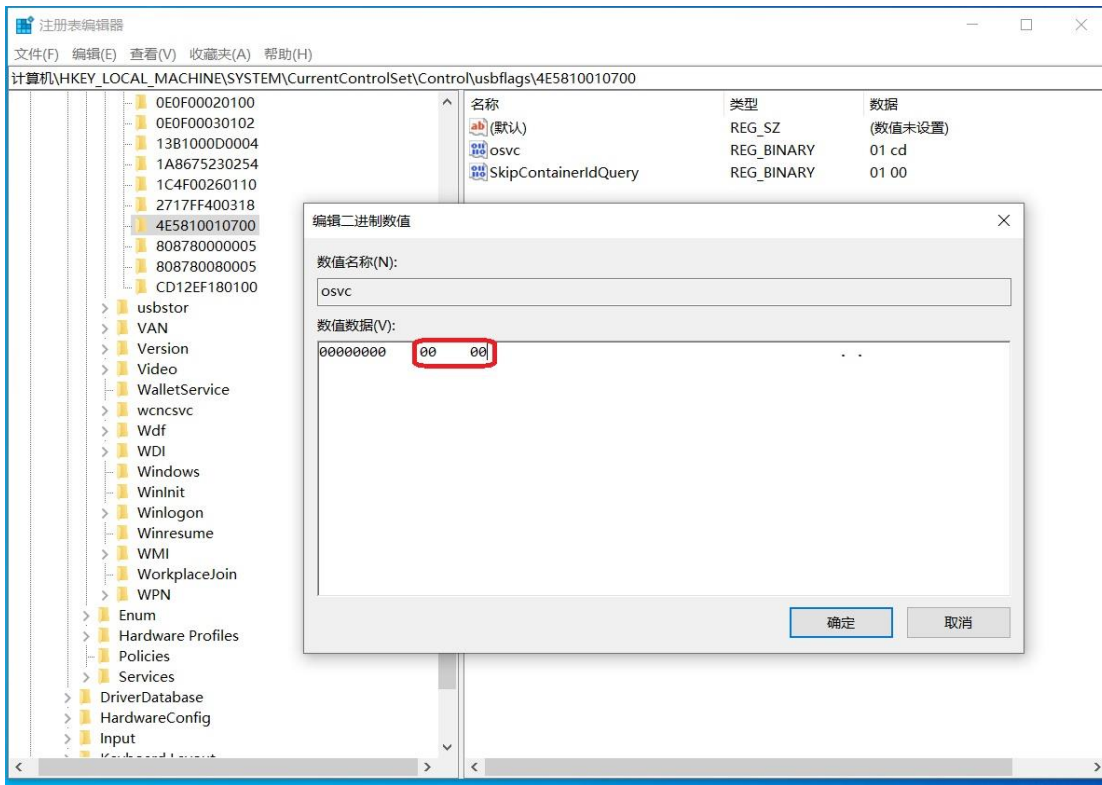 注册表编辑器
文件(F) 编辑(E) 查看(V) 收藏夹(A) 帮助(H)
计算机\HKEY_LOCAL_MACHINE\SYSTEM\CurrentControlSet\Control\usbflags\4E5810010700
0E0F00020100
0E0F00030102
13B1000D0004
1A8675230254
1C4F00260110
2717FF400318
4E5810010700
808780000005
808780080005
CD12EF180100
usbstor
VAN
Version
Video
WalletService
wcncsvc
Wdf
WDI
Windows
WinInit
Winlogon
Winresume
WMI
WorkplaceJoin
WPN
Enum
Hardware Profiles
Policies
Services
DriverDatabase
HardwareConfig
Input
名称 类型 数据
(默认) REG_SZ (数值未设置)
osvc REG_BINARY 01 cd
SkipContainerIdQuery REG_BINARY 01 00
编辑二进制数值
数值名称(N):
osvc
数值数据(V):
00000000 00 00 . .
确定 取消